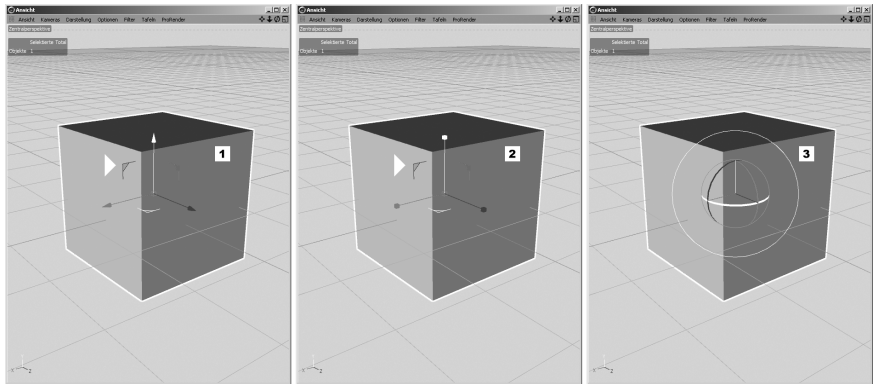 Ansicht
Ansicht Kameras Darstellung Optionen Filter Tafeln ProRender
Zentralperspektive
Selektierte Total
Objekte 1
1
X Z
Ansicht
Ansicht Kameras Darstellung Optionen Filter Tafeln ProRender
Zentralperspektive
Selektierte Total
Objekte 1
2
X Z
Ansicht
Ansicht Kameras Darstellung Optionen Filter Tafeln ProRender
Zentralperspektive
Selektierte Total
Objekte 1
3
X Z